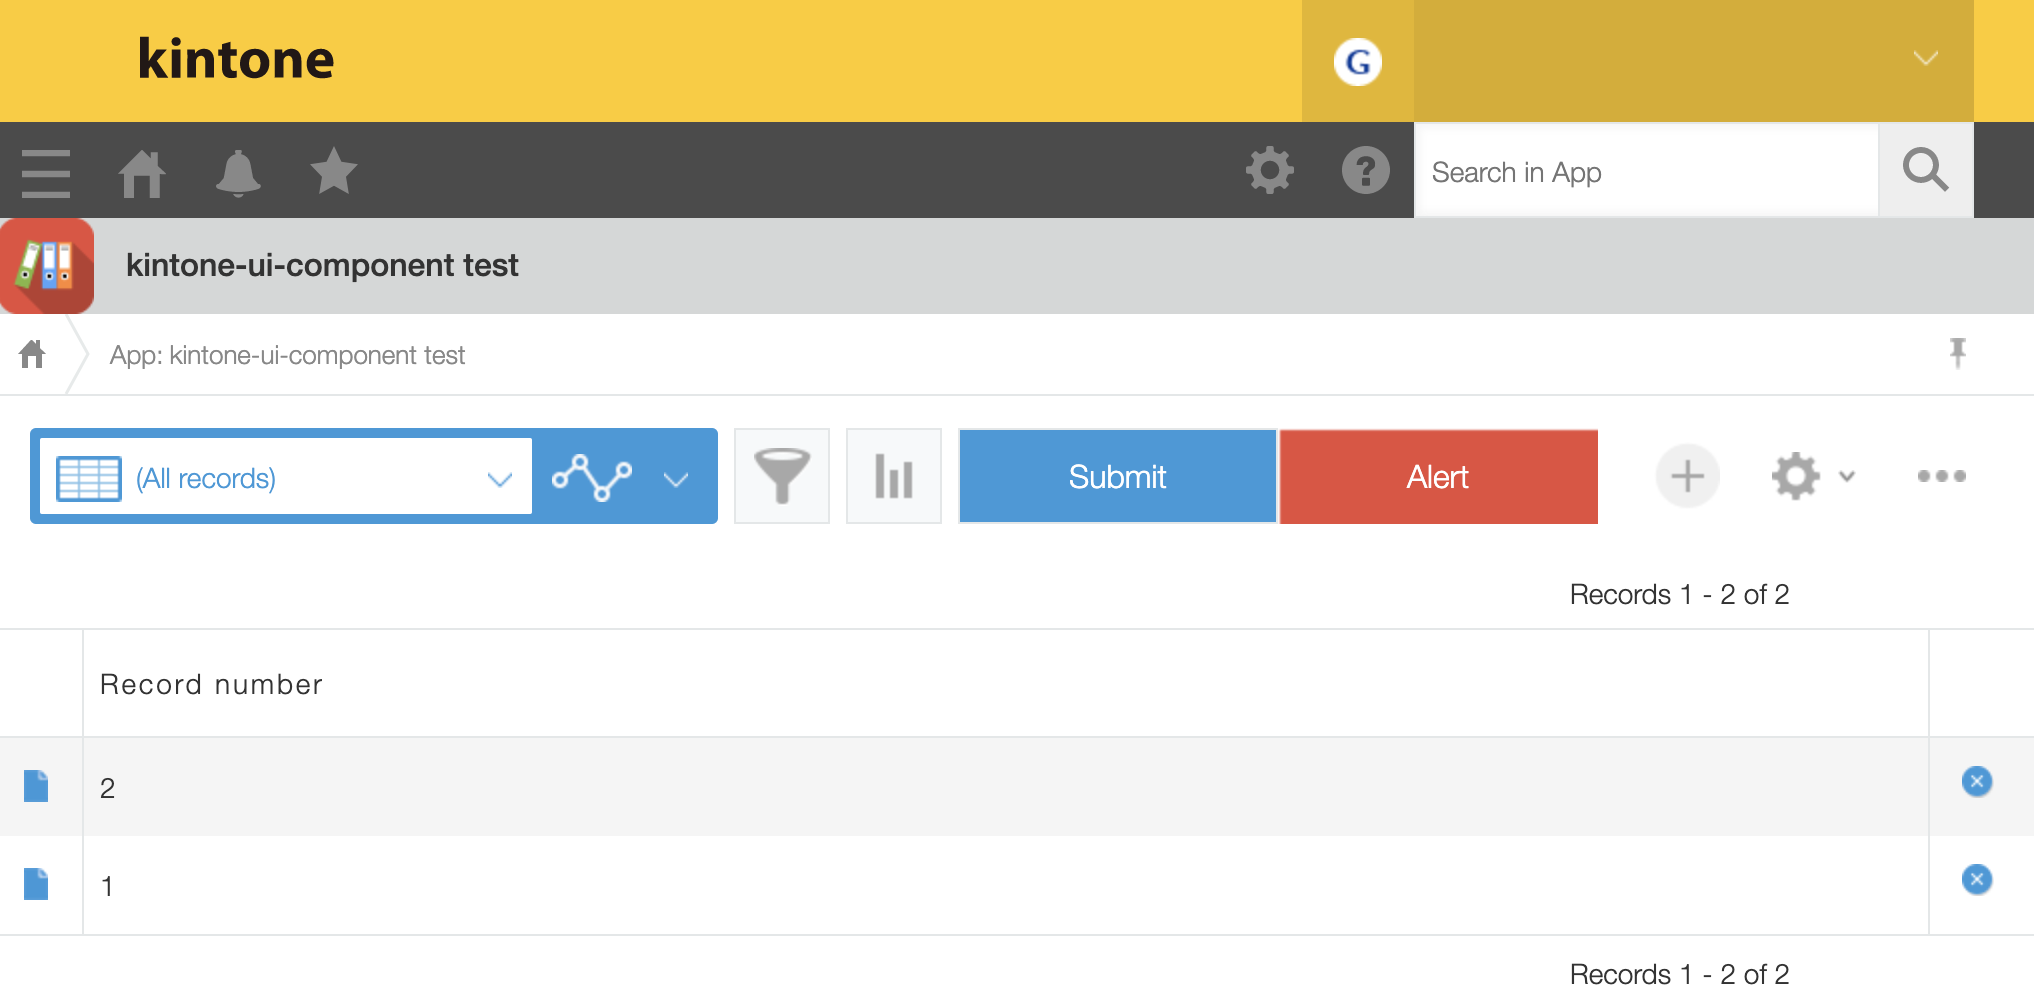 kintone
G
Search in App
kintone-ui-component test
App: kintone-ui-component test
(All records)
Submit
Alert
Records 1 - 2 of 2
Record number
2
1
Records 1 - 2 of 2